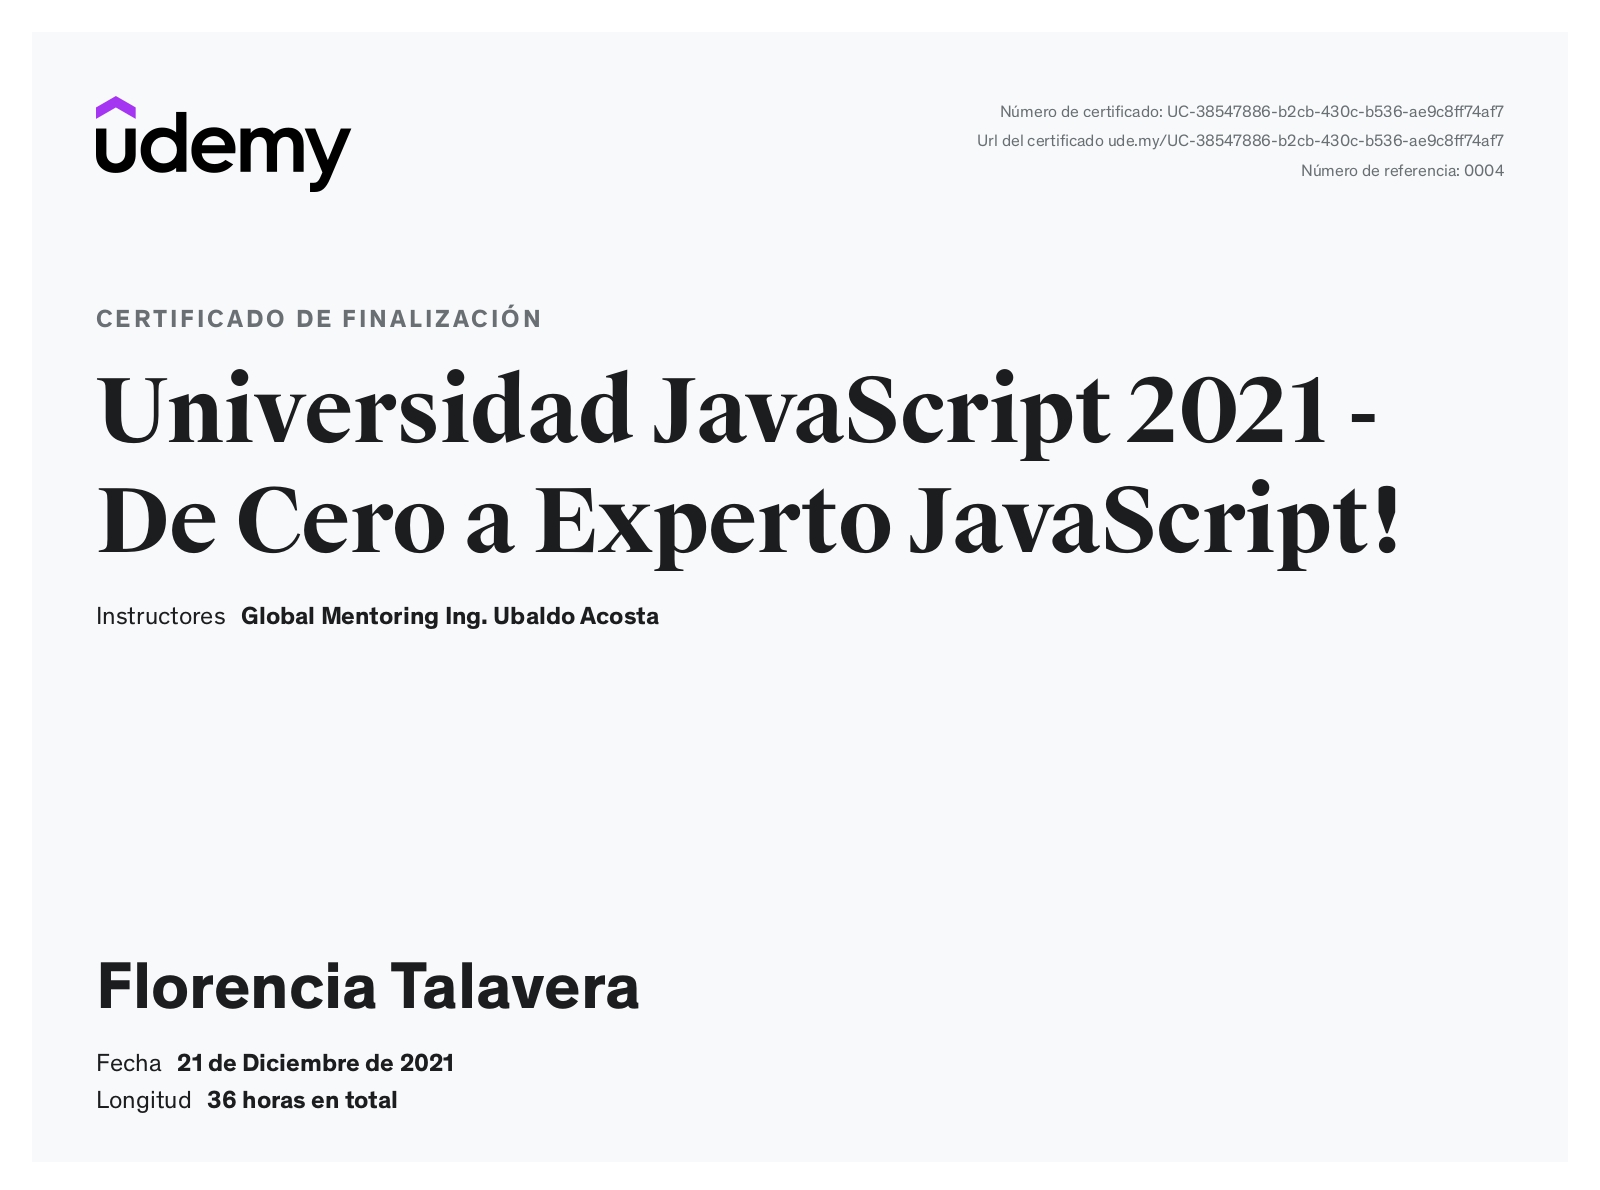 udemy
Número de certificado: UC-38547886-b2cb-430c-b536-ae9c8ff74af7
Url del certificado ude.my/UC-38547886-b2cb-430c-b536-ae9c8ff74af7
Número de referencia: 0004
CERTIFICADO DE FINALIZACIÓN
Universidad JavaScript 2021 -
De Cero a Experto JavaScript!
Instructores Global Mentoring Ing. Ubaldo Acosta
Florencia Talavera
Fecha 21 de Diciembre de 2021
Longitud 36 horas en total